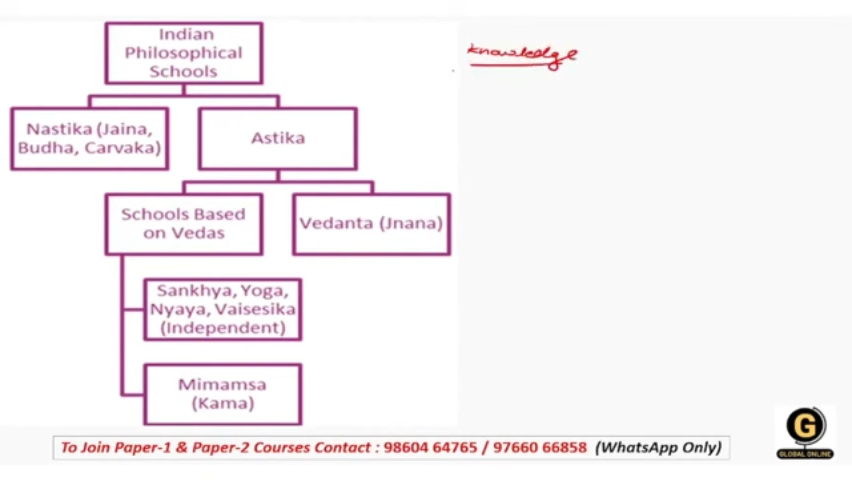 Indian
Philosophical
Schools
knowledge
Nastika (Jaina,
Budha, Carvaka)
Astika
Schools Based
on Vedas
Vedanta (Jnana)
Sankhya, Yoga,
Nyaya, Vaisesika
(Independent)
Mimamsa
(Kama)
To Join Paper-1 & Paper-2 Courses Contact : 98604 64765 / 97660 66858 (WhatsApp Only)
G
GLOBAL ONLINE